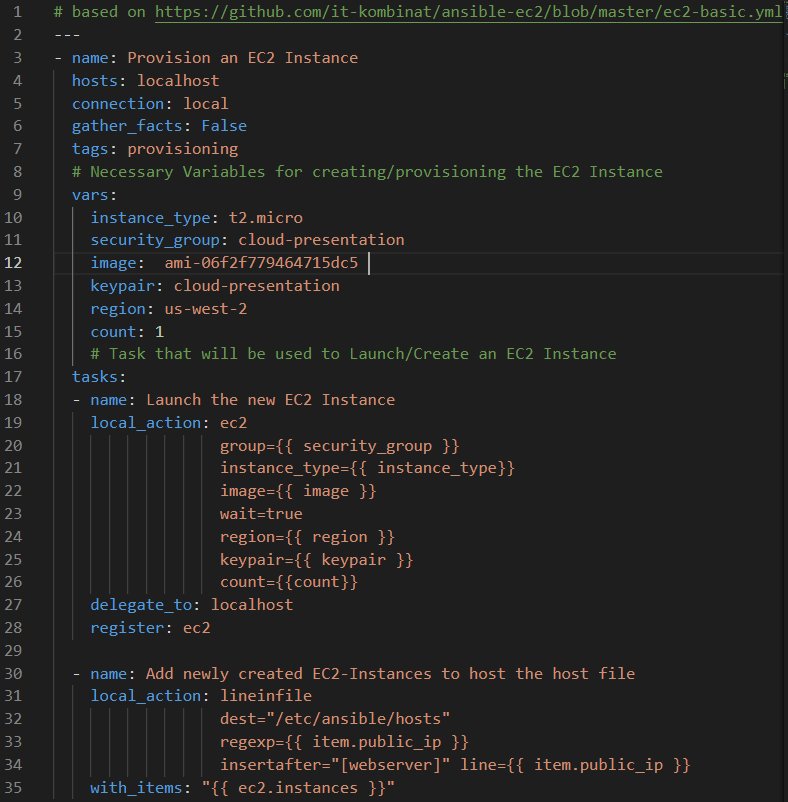 1 # based on https://github.com/it-kombinat/ansible-ec2/blob/master/ec2-basic.yml
2 ---
3 - name: Provision an EC2 Instance
4   hosts: localhost
5   connection: local
6   gather_facts: False
7   tags: provisioning
8   # Necessary Variables for creating/provisioning the EC2 Instance
9   vars:
10     instance_type: t2.micro
11     security_group: cloud-presentation
12     image:  ami-06f2f779464715dc5
13     keypair: cloud-presentation
14     region: us-west-2
15     count: 1
16     # Task that will be used to Launch/Create an EC2 Instance
17   tasks:
18   - name: Launch the new EC2 Instance
19     local_action: ec2
20                   group={{ security_group }}
21                   instance_type={{ instance_type}}
22                   image={{ image }}
23                   wait=true
24                   region={{ region }}
25                   keypair={{ keypair }}
26                   count={{count}}
27     delegate_to: localhost
28     register: ec2
29
30   - name: Add newly created EC2-Instances to host the host file
31     local_action: lineinfile
32                   dest="/etc/ansible/hosts"
33                   regexp={{ item.public_ip }}
34                   insertafter="[webserver]" line={{ item.public_ip }}
35     with_items: "{{ ec2.instances }}"